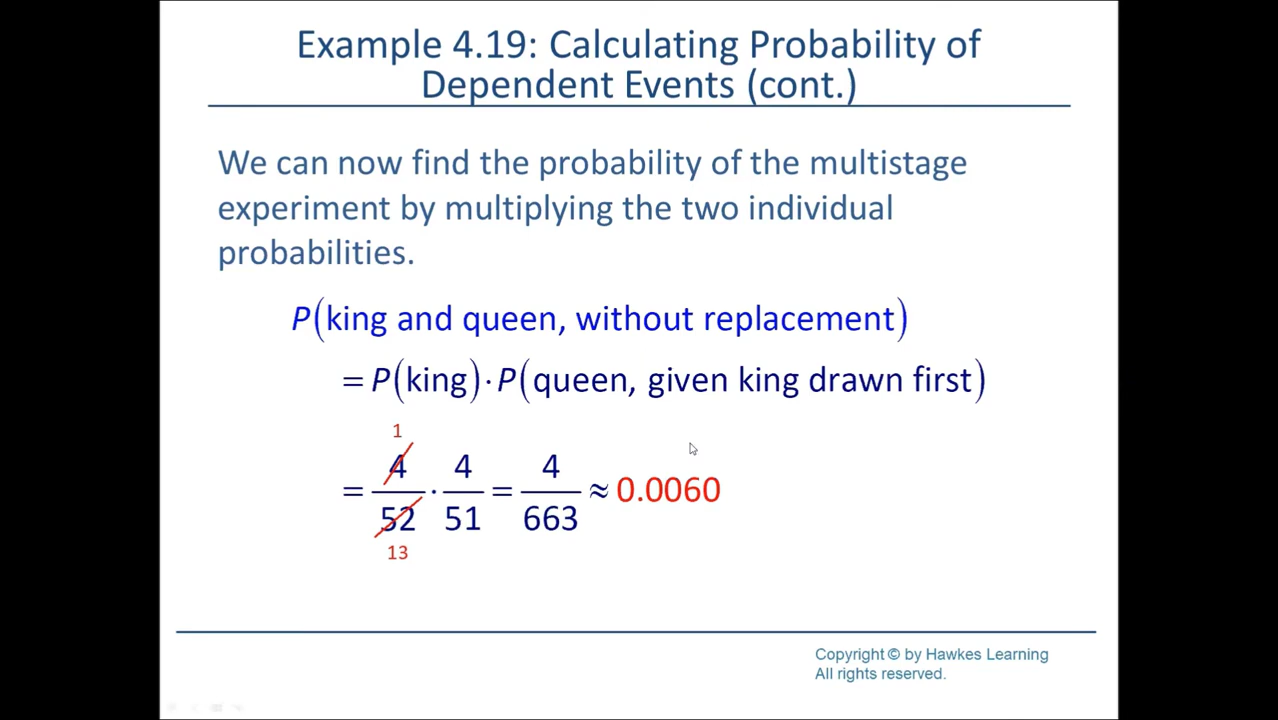 Example 4.19: Calculating Probability of
Dependent Events (cont.)
We can now find the probability of the multistage
experiment by multiplying the two individual
probabilities.
P(king and queen, without replacement)
= P(king) · P(queen, given king drawn first)
1
= 4/52 · 4/51 = 4/663 ≈ 0.0060
13
Copyright © by Hawkes Learning
All rights reserved.